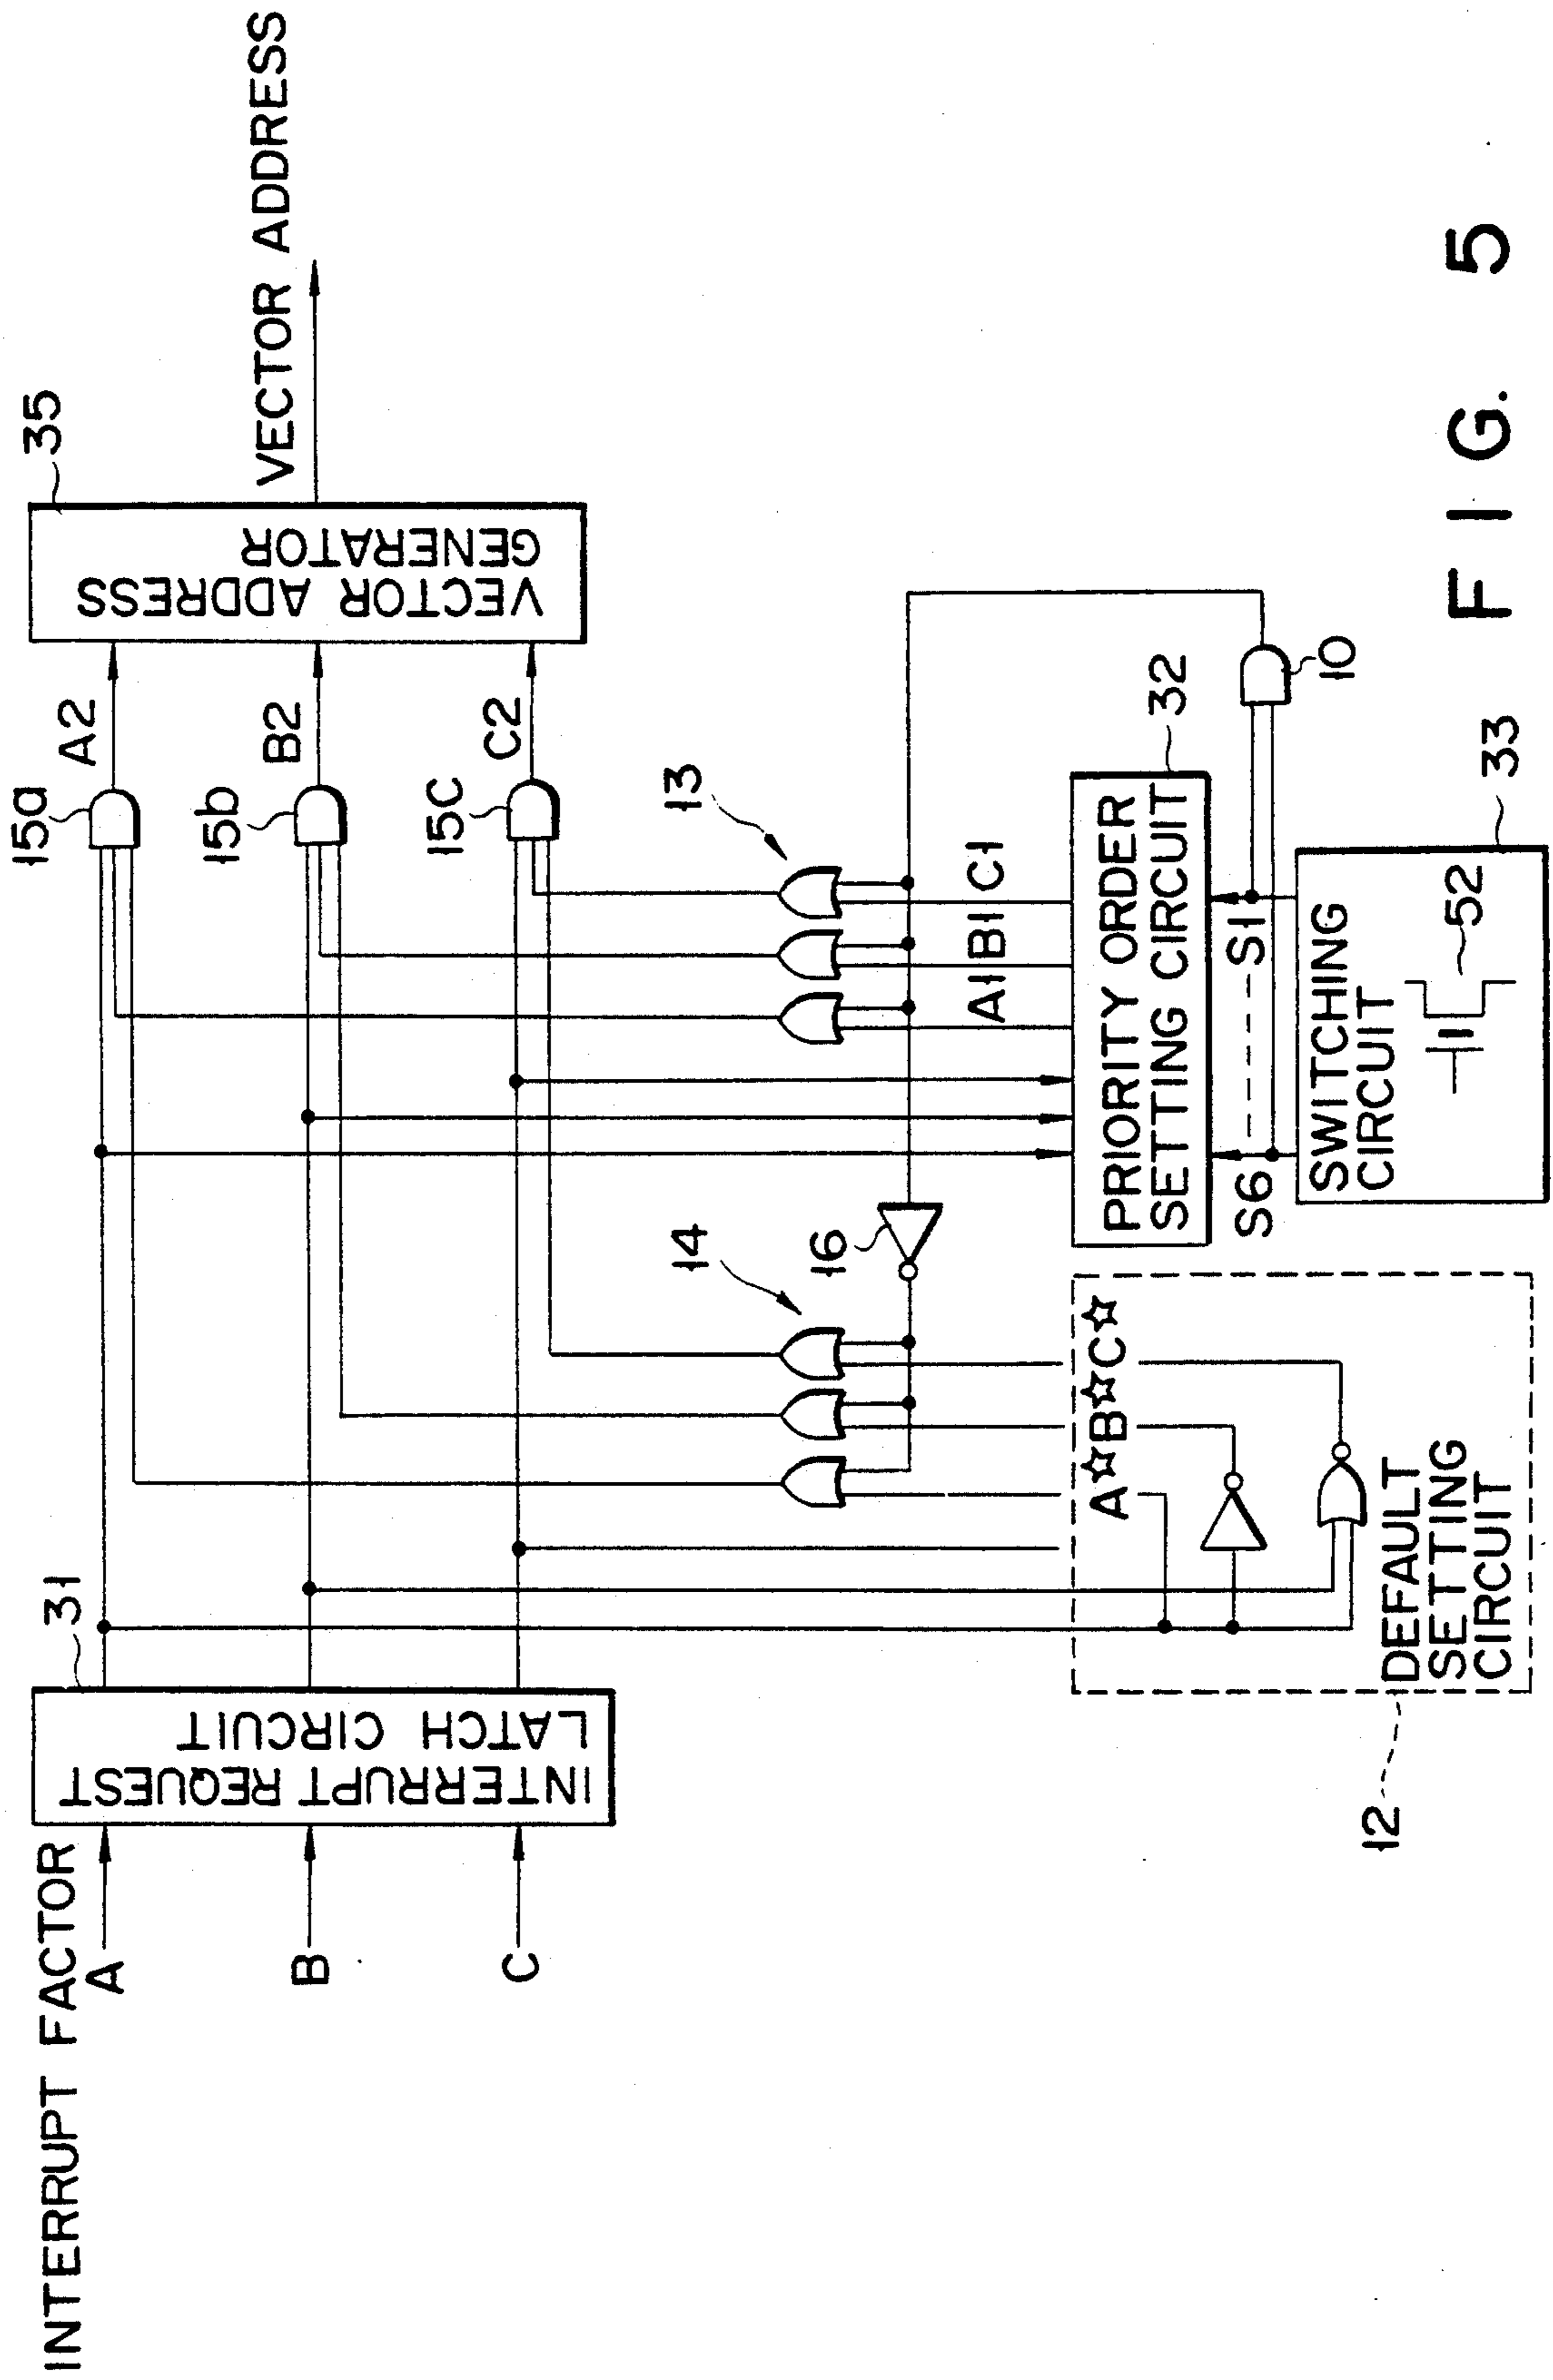 INTERRUPT FACTOR
A
B
C
31
INTERRUPT REQUEST
LATCH CIRCUIT
15a
A2
15b
B2
15C
C2
35
VECTOR ADDRESS
GENERATOR
VECTOR ADDRESS
14
13
16
A1 B1 C1
12
A☆B☆C☆
DEFAULT
SETTING
CIRCUIT
PRIORITY ORDER
SETTING CIRCUIT
32
S6
S1
10
SWITCHING
CIRCUIT
52
33
FIG. 5